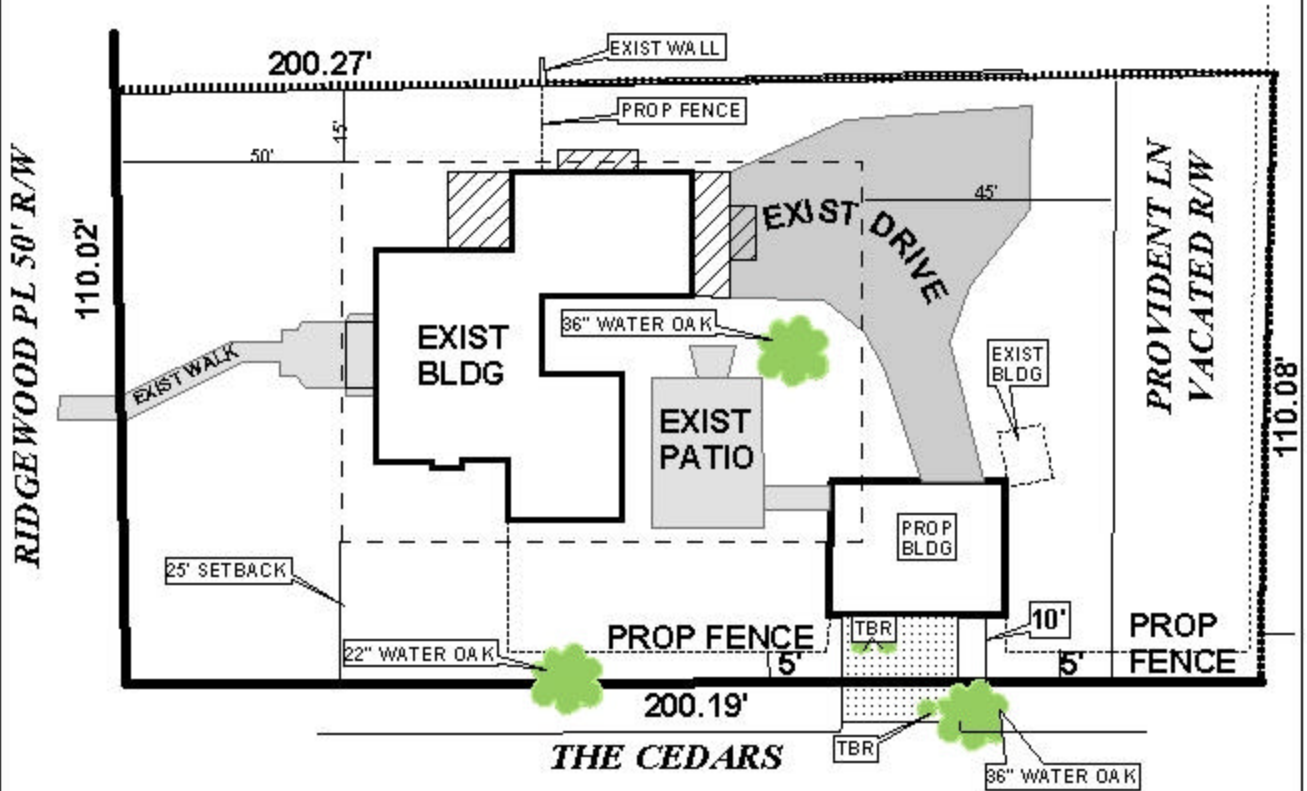 EXIST WALL
200.27'
PROP FENCE
15'
50'
45'
RIDGEWOOD PL 50' R/W
110.02'
PROVIDENT LN
VACATED R/W
EXIST DRIVE
36" WATER OAK
EXIST
BLDG
EXIST
BLDG
EXIST WALK
110.08'
EXIST
PATIO
PROP
BLDG
25' SETBACK
10'
TBR
PROP FENCE
PROP
FENCE
22" WATER OAK
5'
5'
200.19'
TBR
THE CEDARS
36" WATER OAK